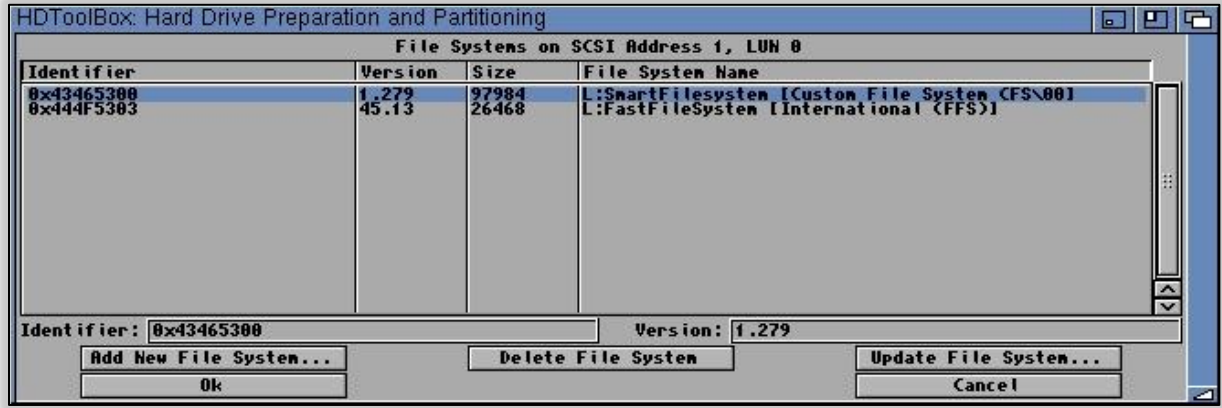 HDToolBox: Hard Drive Preparation and Partitioning
File Systems on SCSI Address 1, LUN 0
Identifier Version Size File System Name
0x43465300 1.279 97984 L:SmartFilesystem [Custom File System CFS\00]
0x444F5303 45.13 26468 L:FastFileSystem [International (FFS)]
Identifier: 0x43465300 Version: 1.279
Add New File System... Delete File System Update File System...
Ok Cancel